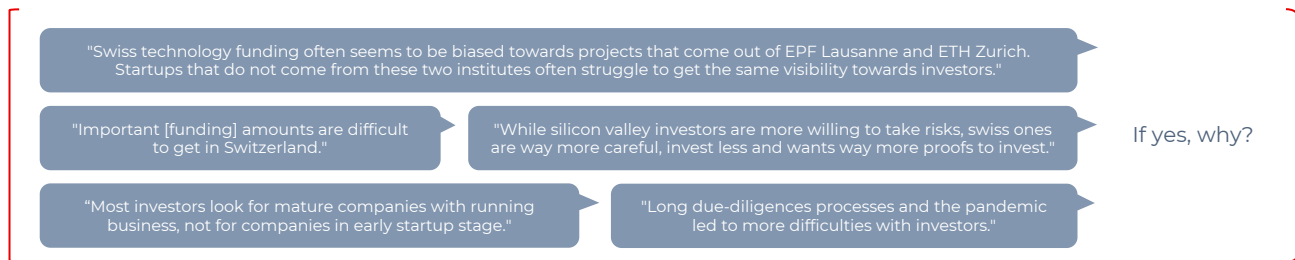 "Swiss technology funding often seems to be biased towards projects that come out of EPF Lausanne and ETH Zurich.
Startups that do not come from these two institutes often struggle to get the same visibility towards investors."
"Important [funding] amounts are difficult
to get in Switzerland."
"While silicon valley investors are more willing to take risks, swiss ones
are way more careful, invest less and wants way more proofs to invest."
If yes, why?
“Most investors look for mature companies with running
business, not for companies in early startup stage."
"Long due-diligences processes and the pandemic
led to more difficulties with investors."